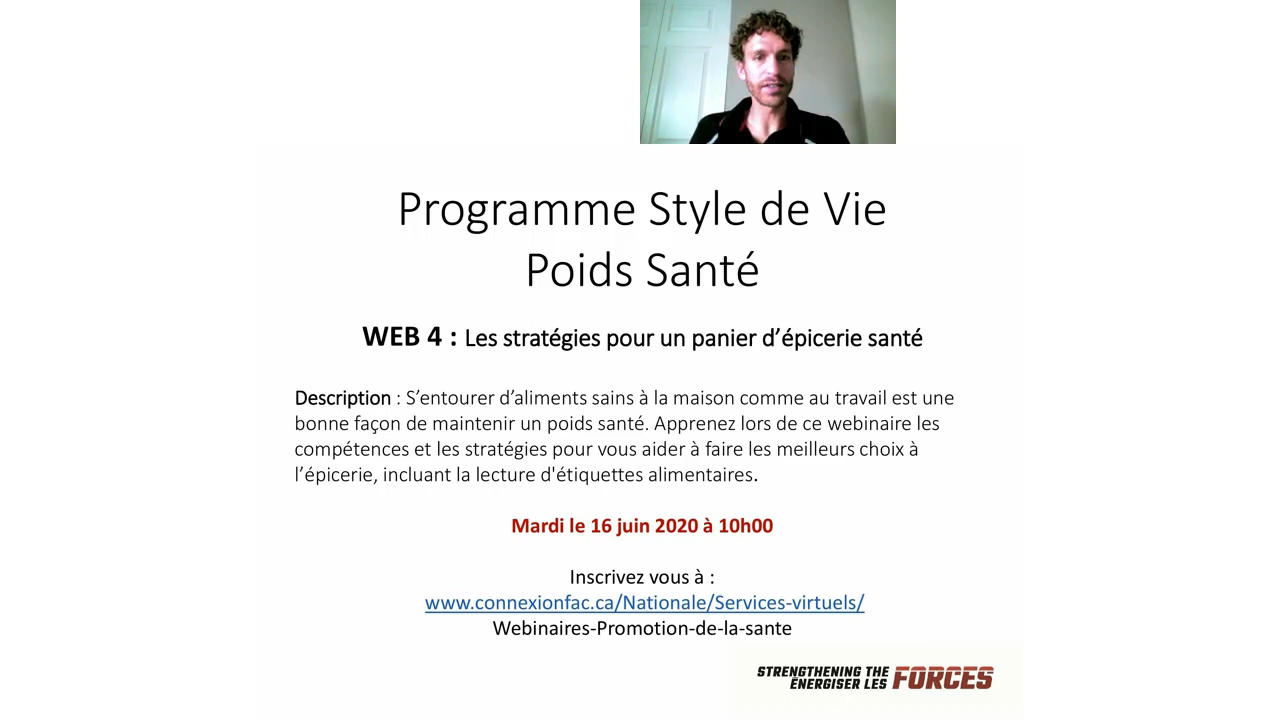 Programme Style de Vie
Poids Santé
WEB 4 : Les stratégies pour un panier d’épicerie santé
Description : S’entourer d’aliments sains à la maison comme au travail est une
bonne façon de maintenir un poids santé. Apprenez lors de ce webinaire les
compétences et les stratégies pour vous aider à faire les meilleurs choix à
l’épicerie, incluant la lecture d'étiquettes alimentaires.
Mardi le 16 juin 2020 à 10h00
Inscrivez vous à :
www.connexionfac.ca/Nationale/Services-virtuels/
Webinaires-Promotion-de-la-sante
STRENGTHENING THE
ÉNERGISER LES FORCES